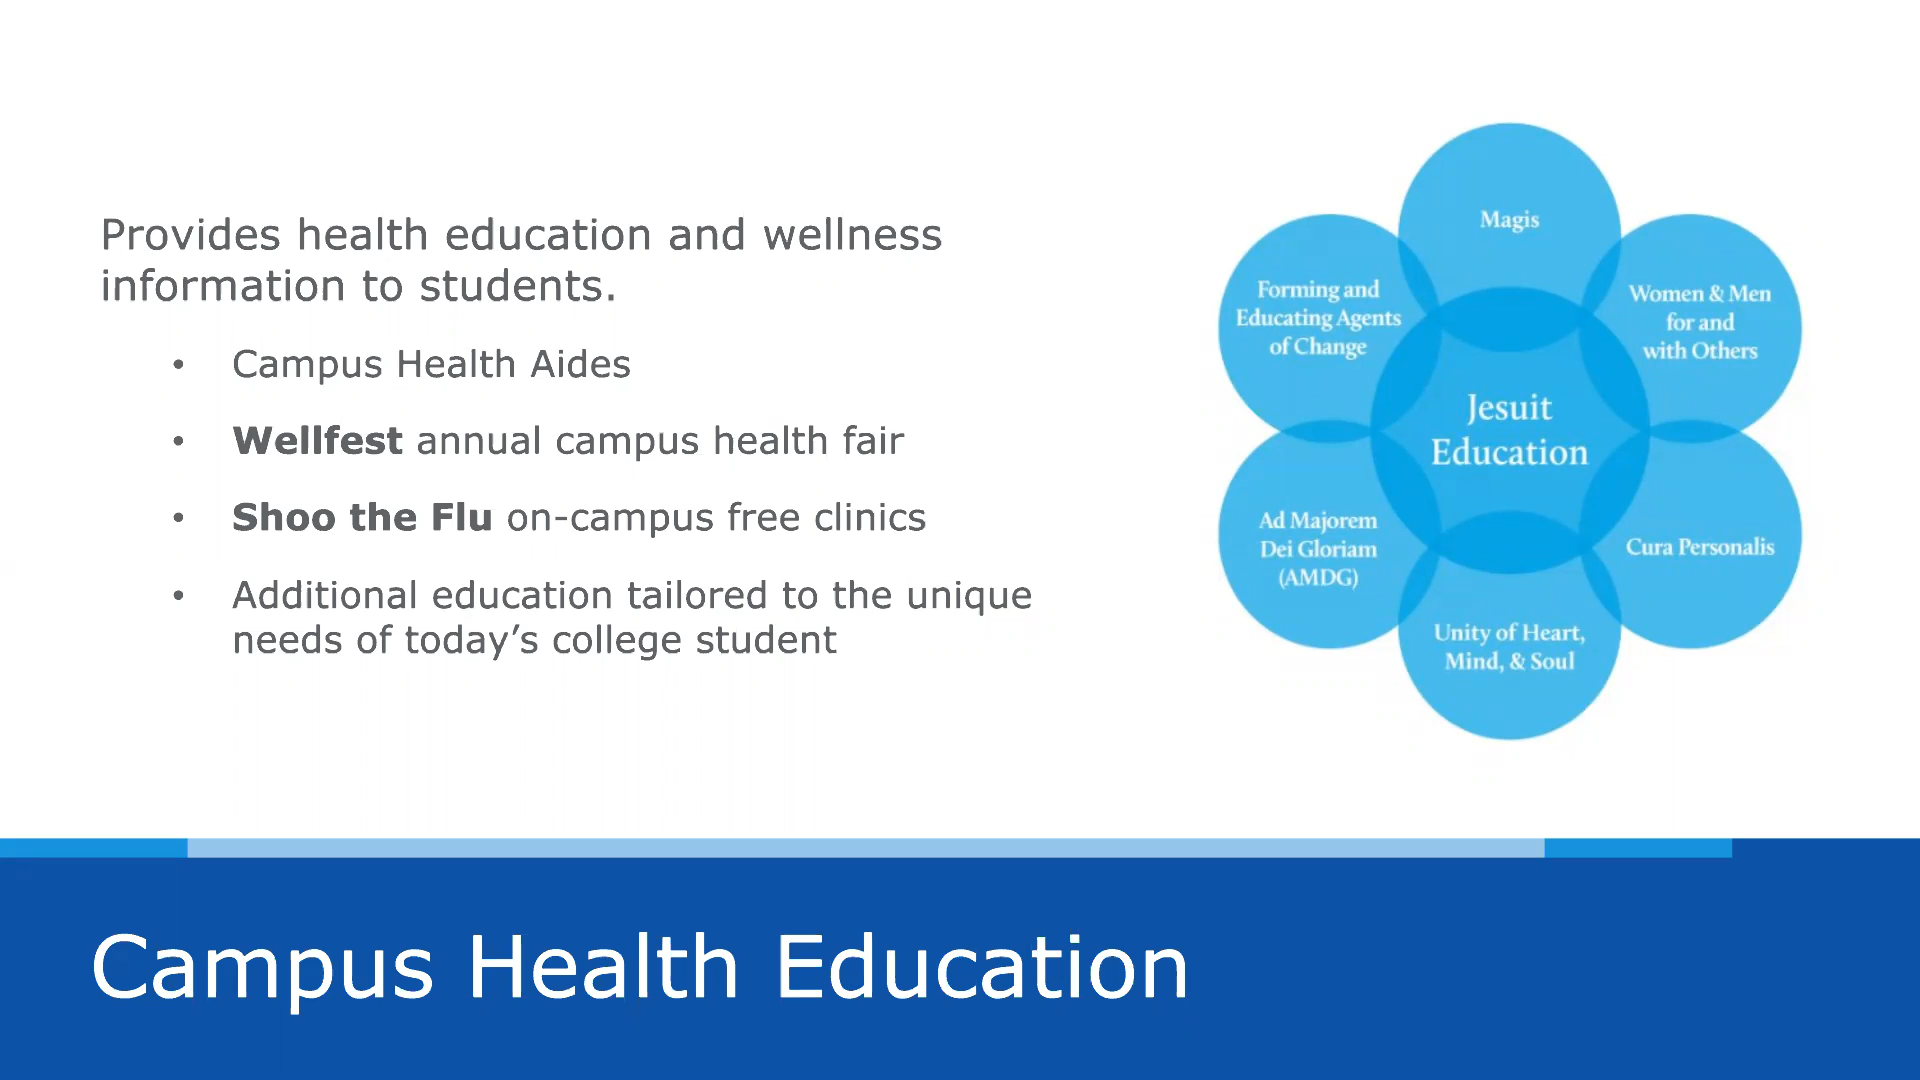 Provides health education and wellness
information to students.
• Campus Health Aides
• Wellfest annual campus health fair
• Shoo the Flu on-campus free clinics
• Additional education tailored to the unique
needs of today’s college student
Magis
Forming and
Educating Agents
of Change
Women & Men
for and
with Others
Jesuit
Education
Ad Majorem
Dei Gloriam
(AMDG)
Cura Personalis
Unity of Heart,
Mind, & Soul
Campus Health Education